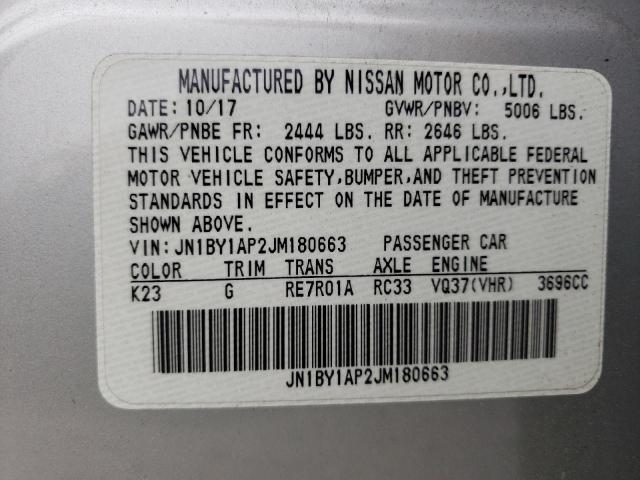 MANUFACTURED BY NISSAN MOTOR CO.,LTD.
DATE: 10/17 GVWR/PNBV: 5006 LBS.
GAWR/PNBE FR: 2444 LBS. RR: 2646 LBS.
THIS VEHICLE CONFORMS TO ALL APPLICABLE FEDERAL
MOTOR VEHICLE SAFETY,BUMPER,AND THEFT PREVENTION
STANDARDS IN EFFECT ON THE DATE OF MANUFACTURE
SHOWN ABOVE.
VIN: JN1BY1AP2JM180663 PASSENGER CAR
COLOR TRIM TRANS AXLE ENGINE
K23 G RE7R01A RC33 VQ37(VHR) 3696CC
JN1BY1AP2JM180663